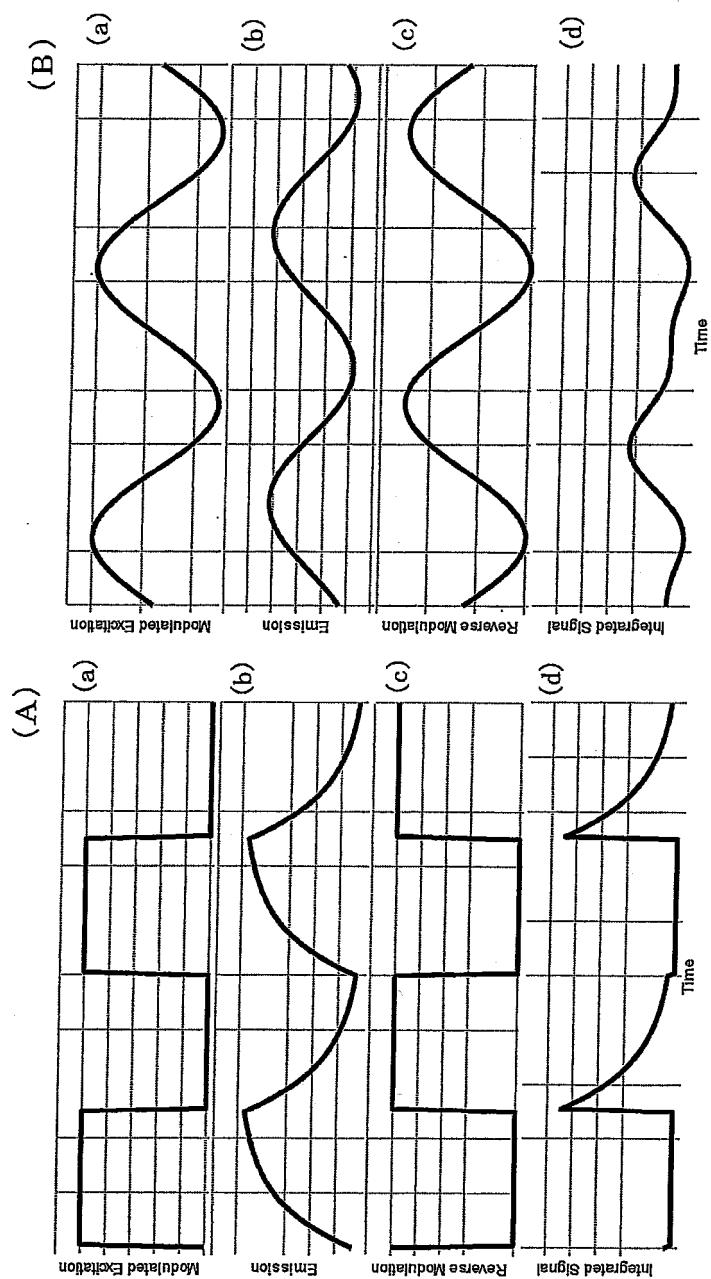 (A)
(a)
Modulated Excitation
(b)
Emission
(c)
Reverse Modulation
(d)
Integrated Signal
Time
(B)
(a)
Modulated Excitation
(b)
Emission
(c)
Reverse Modulation
(d)
Integrated Signal
Time